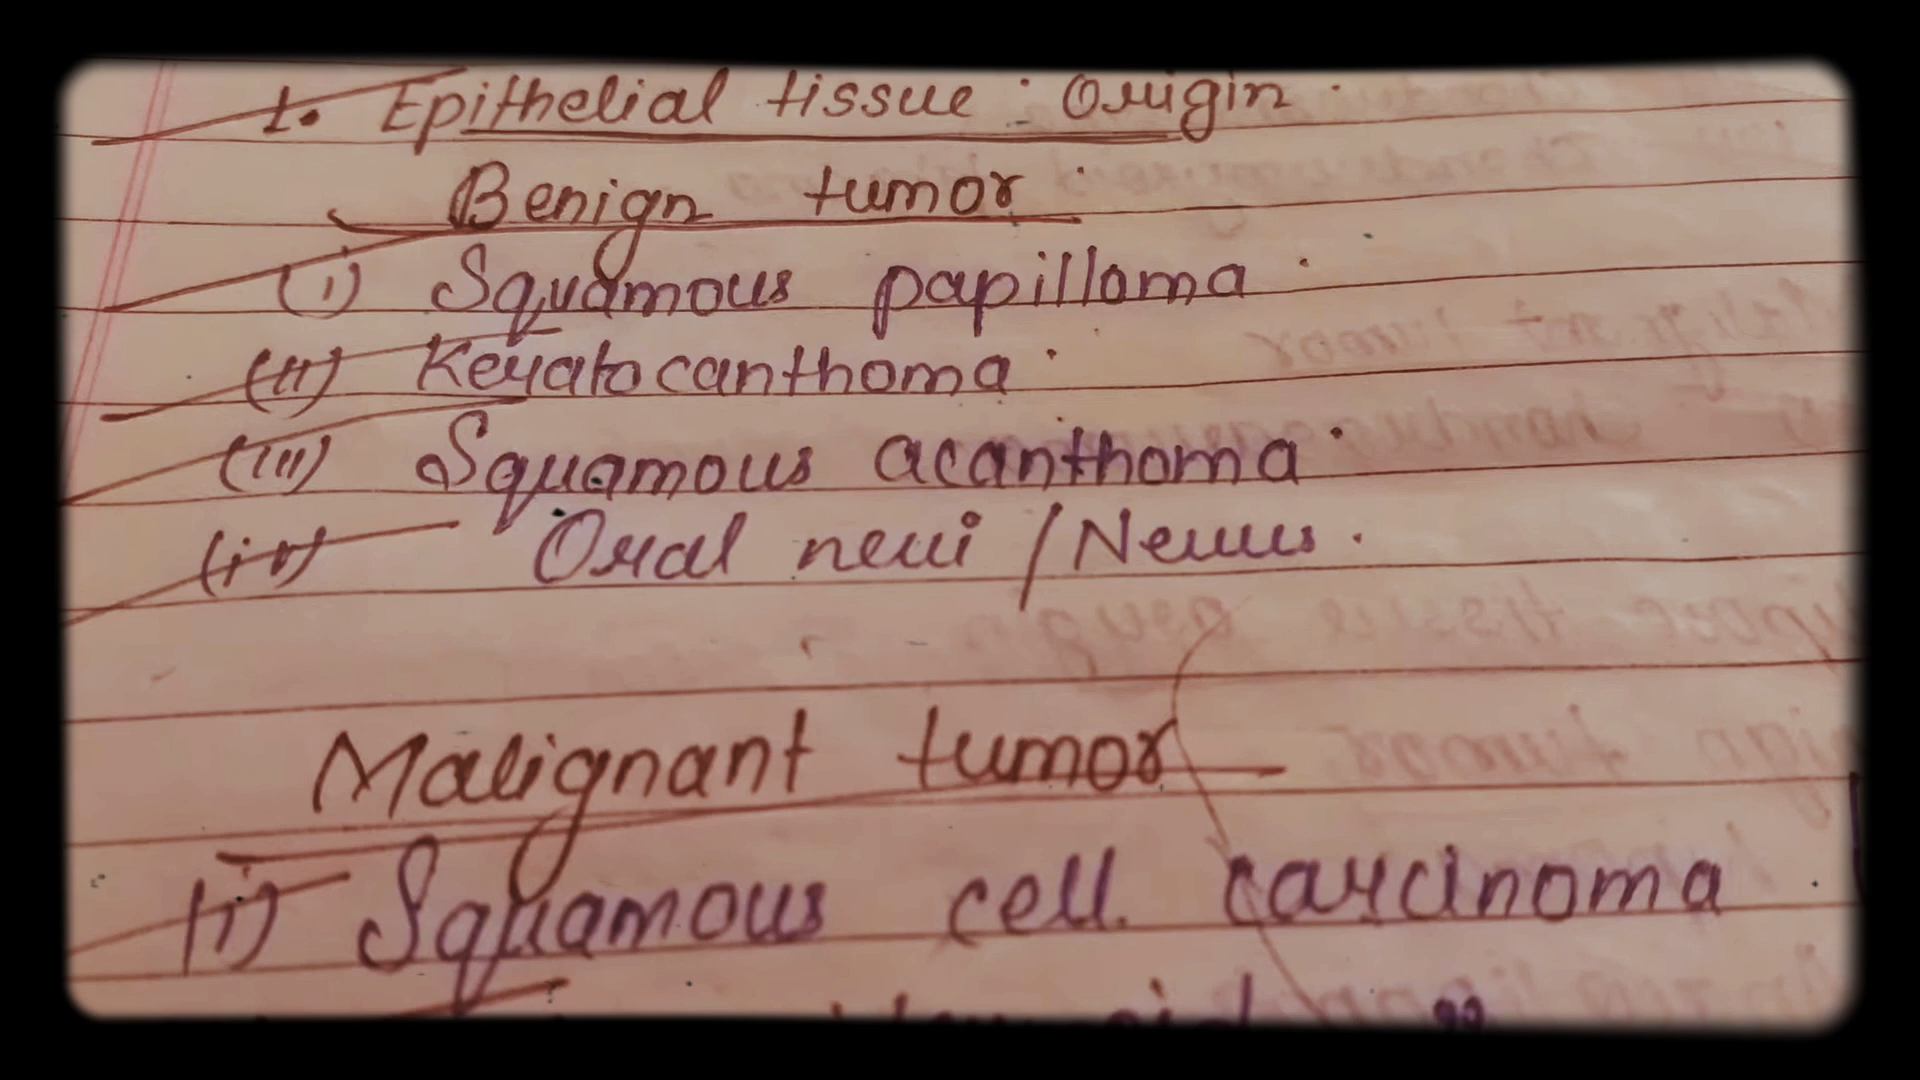 1. Epithelial tissue Origin.
Benign tumor.
(i) Squamous papilloma.
(ii) Keratocanthoma.
(iii) Squamous acanthoma.
(iv) Oral nevi / Nevus.
Malignant tumor
(i) Squamous cell carcinoma.